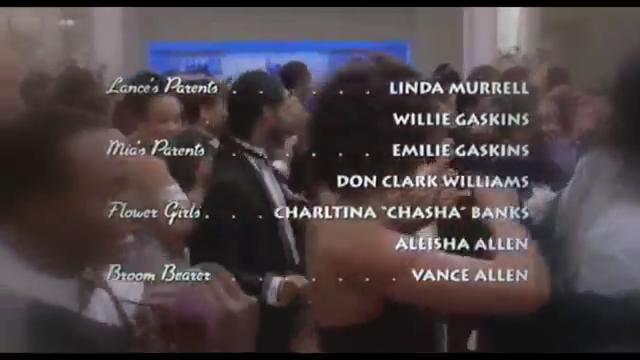 Lance's Parents . . . . . . LINDA MURRELL
WILLIE GASKINS
Mia's Parents . . . . . . . EMILIE GASKINS
DON CLARK WILLIAMS
Flower Girls . . . CHARLTINA "CHASHA" BANKS
ALEISHA ALLEN
Broom Bearer . . . . . . . VANCE ALLEN